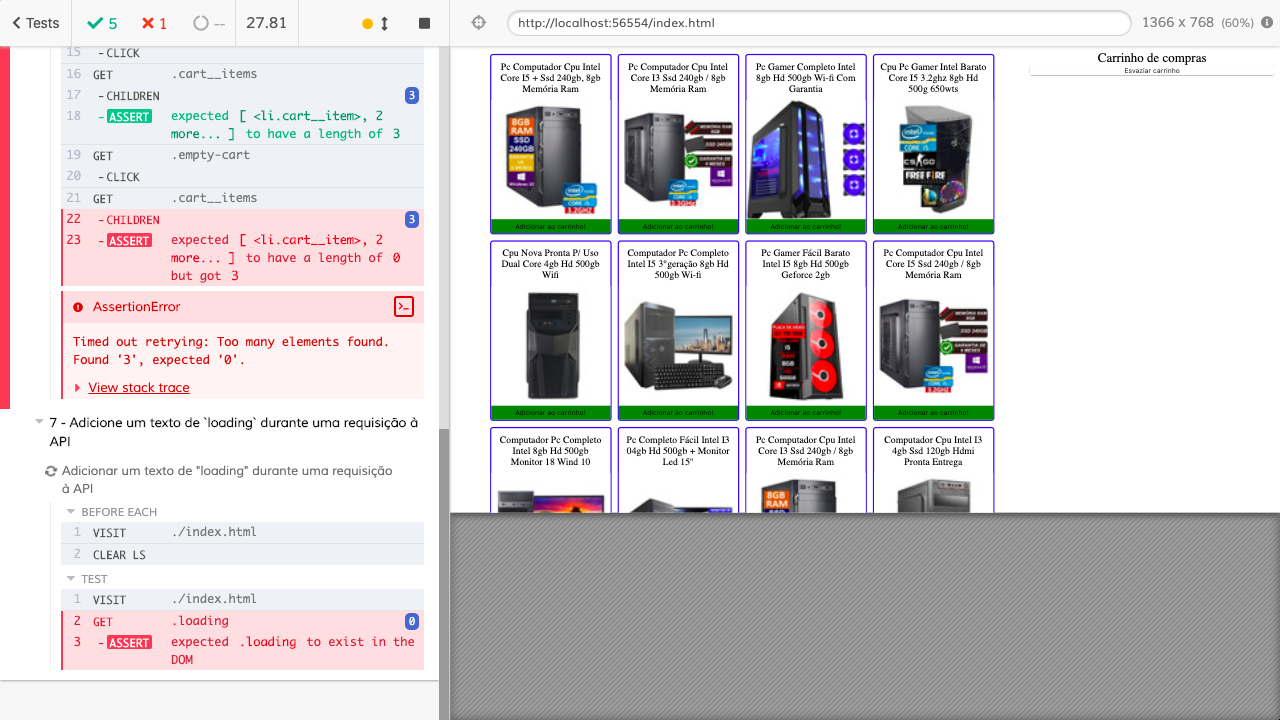 Tests
5
1
--
27.81
http://localhost:56554/index.html
1366 x 768 (60%)
15 -CLICK
16 GET .cart__items
17 -CHILDREN 3
18 -ASSERT expected [ <li.cart__item>, 2
more... ] to have a length of 3
19 GET .empty-cart
20 -CLICK
21 GET .cart__items
22 -CHILDREN 3
23 -ASSERT expected [ <li.cart__item>, 2
more... ] to have a length of 0
but got 3
AssertionError
Timed out retrying: Too many elements found.
Found '3', expected '0'.
View stack trace
7 - Adicione um texto de "loading" durante uma requisição à
API
Adicionar um texto de "loading" durante uma requisição
à API
BEFORE EACH
1 VISIT ./index.html
2 CLEAR LS
TEST
1 VISIT ./index.html
2 GET .loading 0
3 -ASSERT expected .loading to exist in the
DOM
Pc Computador Cpu Intel
Core I5 + Ssd 240gb, 8gb
Memória Ram
Adicionar ao carrinho!
Pc Computador Cpu Intel
Core I3 Ssd 240gb / 8gb
Memória Ram
Adicionar ao carrinho!
Pc Gamer Completo Intel
8gb Hd 500gb Wi-fi Com
Garantia
Adicionar ao carrinho!
Cpu Pc Gamer Intel Barato
Core I5 3.2ghz 8gb Hd
500g 650wts
Adicionar ao carrinho!
Cpu Nova Pronta P/ Uso
Dual Core 4gb Hd 500gb
Wifi
Adicionar ao carrinho!
Computador Pc Completo
Intel I5 3°geração 8gb Hd
500gb Wi-fi
Adicionar ao carrinho!
Pc Gamer Fácil Barato
Intel I5 8gb Hd 500gb
Geforce 2gb
Adicionar ao carrinho!
Pc Computador Cpu Intel
Core I5 Ssd 240gb / 8gb
Memória Ram
Adicionar ao carrinho!
Computador Pc Completo
Intel 8gb Hd 500gb
Monitor 18 Wind 10
Pc Completo Fácil Intel I3
04gb Hd 500gb + Monitor
Led 15"
Pc Computador Cpu Intel
Core I3 Ssd 240gb / 8gb
Memória Ram
Computador Cpu Intel I3
4gb Ssd 120gb Hdmi
Pronta Entrega
Carrinho de compras
Esvaziar carrinho